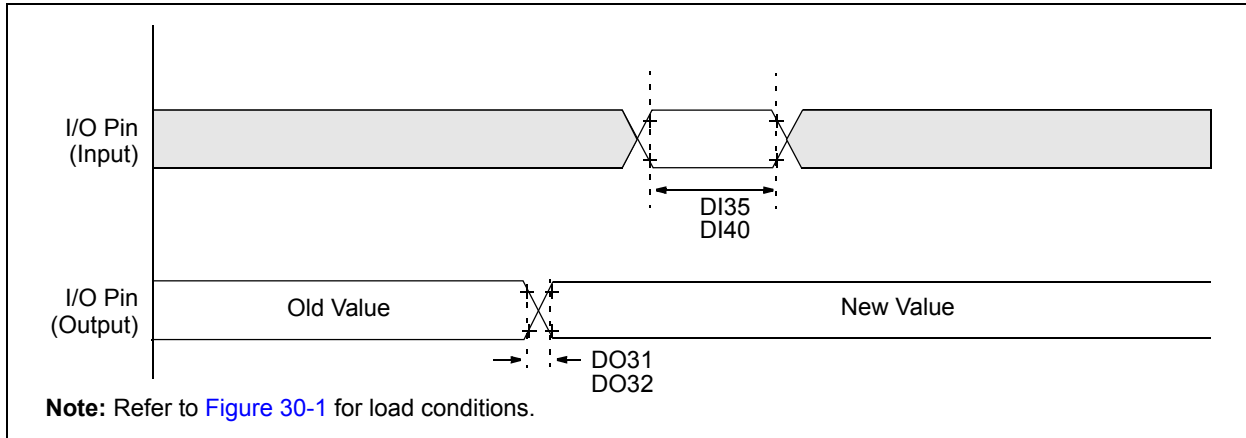 I/O Pin
(Input)
DI35
DI40
I/O Pin
(Output)
Old Value
New Value
DO31
DO32
Note: Refer to Figure 30-1 for load conditions.